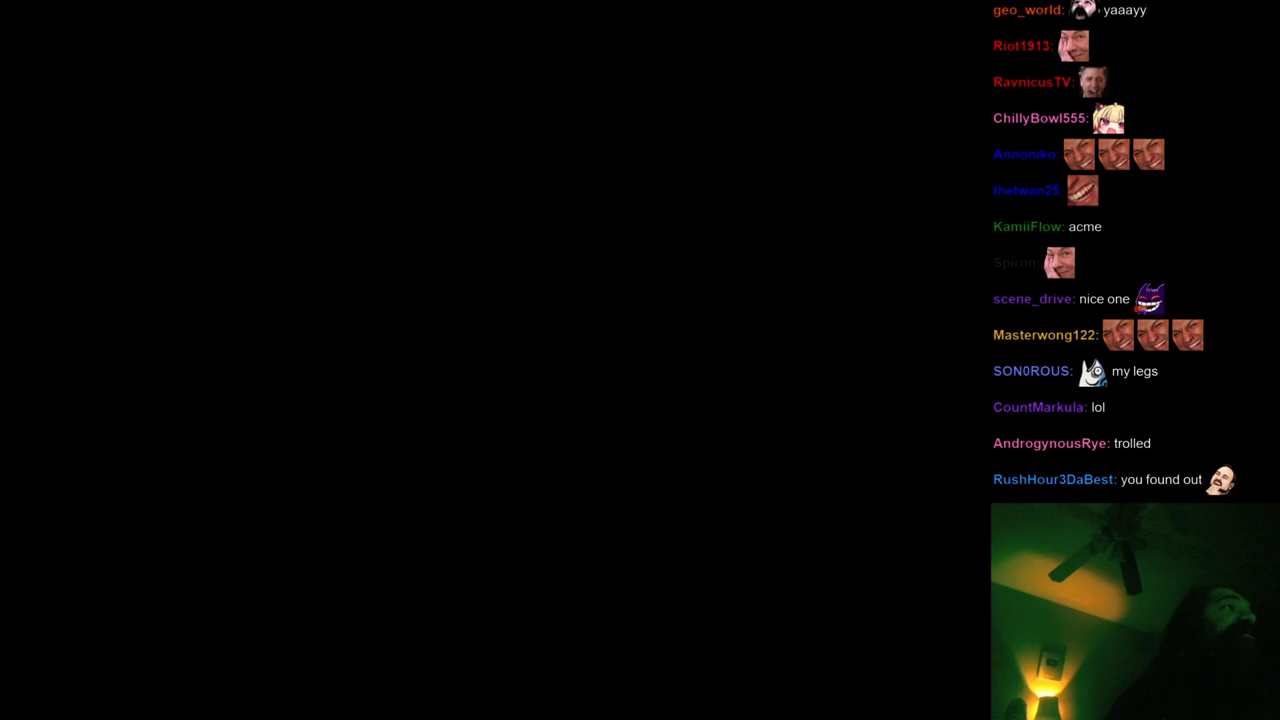 geo_world: yaaayy
Riot1913:
RavnicusTV:
ChillyBowl555:
Annoniko:
thetwan25:
KamiiFlow: acme
Spiron:
scene_drive: nice one
Masterwong122:
SON0ROUS: my legs
CountMarkula: lol
AndrogynousRye: trolled
RushHour3DaBest: you found out